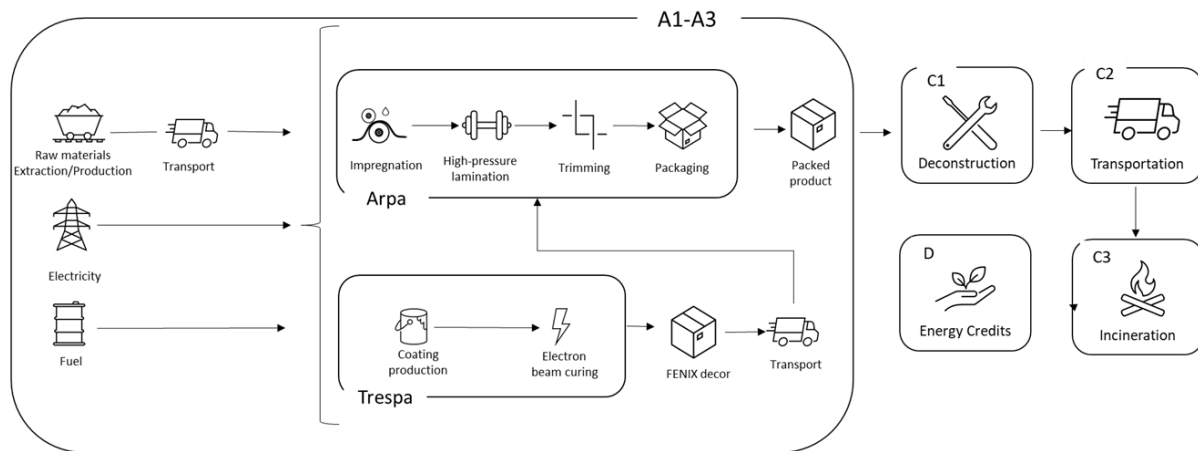 A1-A3
Raw materials
Extraction/Production
Transport
Electricity
Fuel
Impregnation
High-pressure
lamination
Trimming
Packaging
Arpa
Packed
product
Coating
production
Electron
beam curing
Trespa
FENIX decor
Transport
C1
Deconstruction
C2
Transportation
D
Energy Credits
C3
Incineration